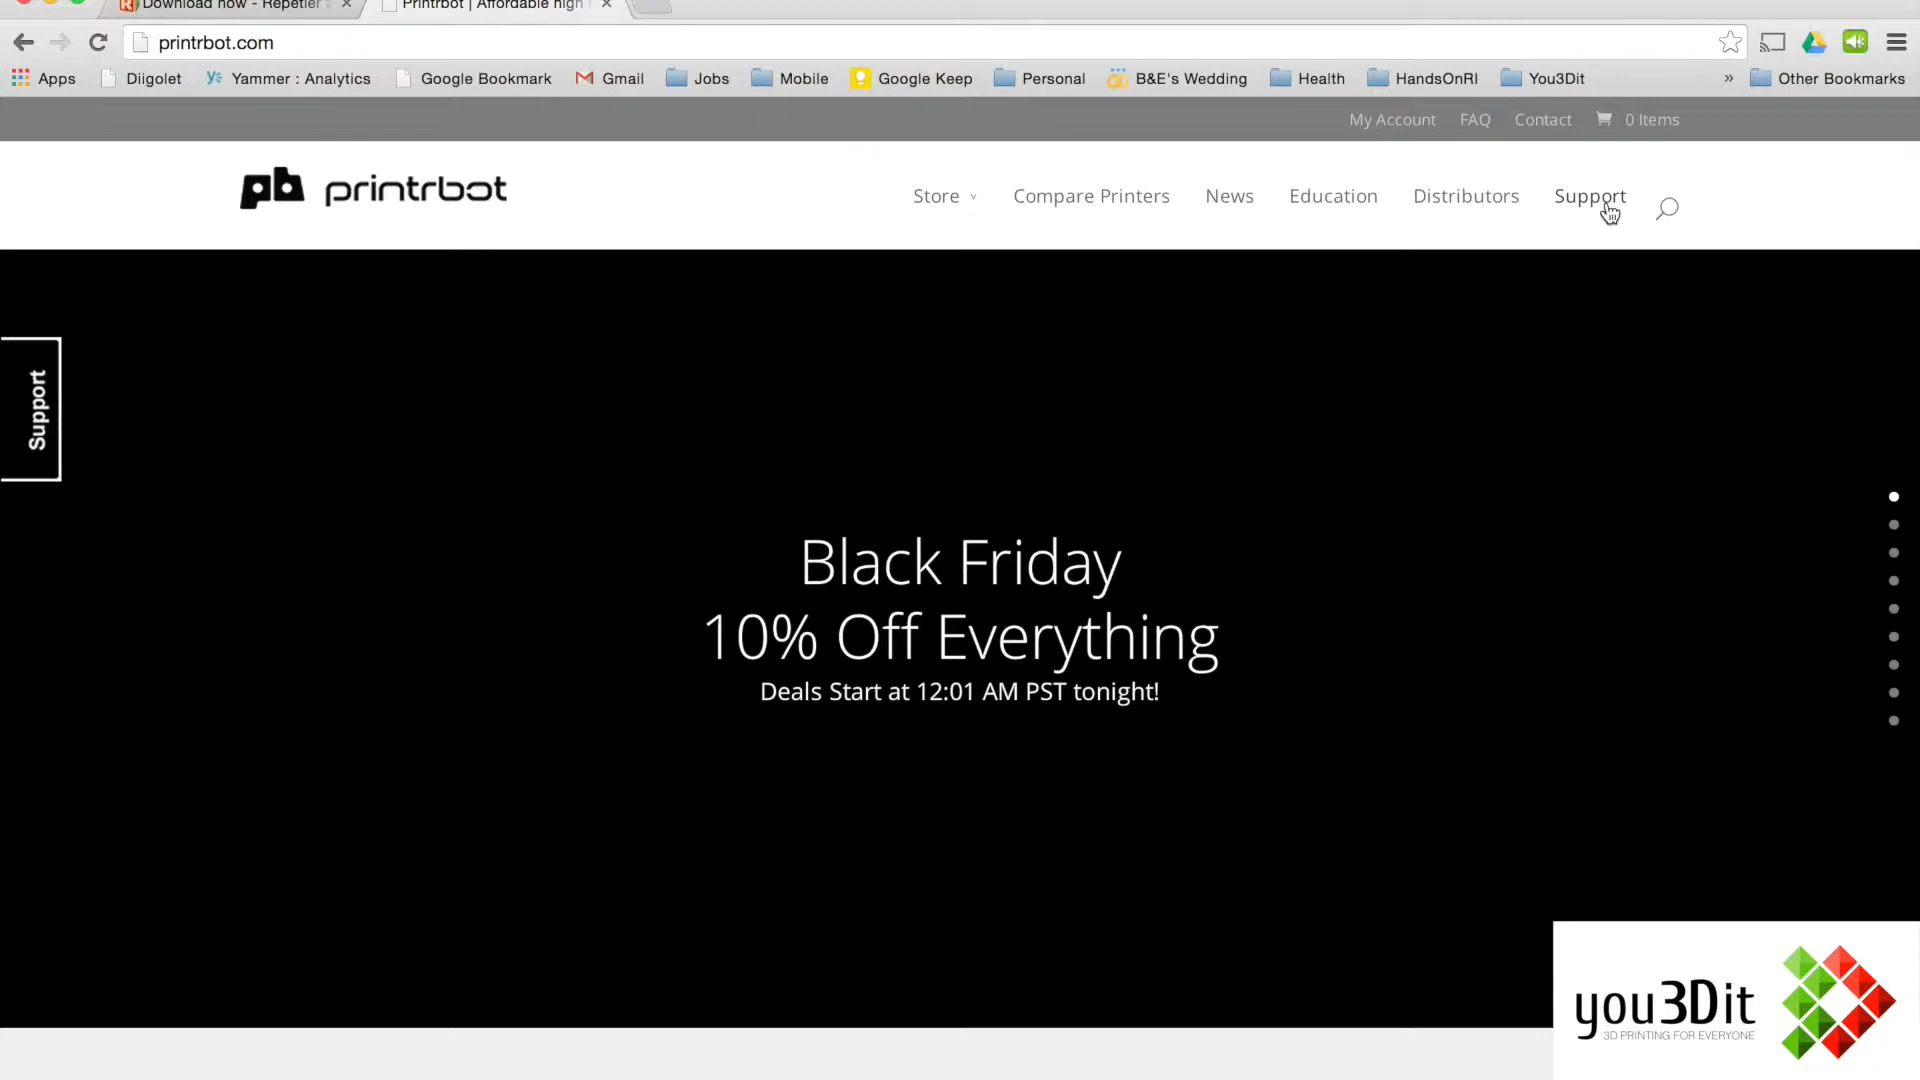 Download now - Repetier
Printrbot | Affordable high
printrbot.com
Apps Diigolet Yammer : Analytics Google Bookmark Gmail Jobs Mobile Google Keep Personal B&E's Wedding Health HandsOnRI You3Dit » Other Bookmarks
My Account FAQ Contact 0 Items
pb printrbot
Store Compare Printers News Education Distributors Support
Support
Black Friday
10% Off Everything
Deals Start at 12:01 AM PST tonight!
you3Dit
3D PRINTING FOR EVERYONE